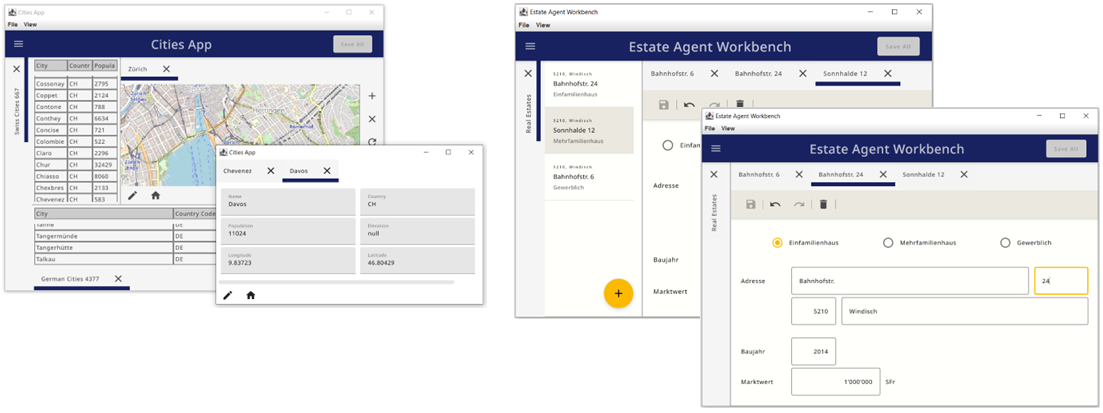 Cities App
File View
Cities App
Save All
Swiss Cities 667
City Countr Popula
Cossonay CH 2795
Coppet CH 2124
Contone CH 788
Conthey CH 6634
Concise CH 721
Colombie CH 522
Claro CH 2296
Chur CH 32429
Chiasso CH 8060
Chexbres CH 2133
Chevenez CH 583
Zürich
City Country Code
Tangermünde DE
Tangerhütte DE
Talkau DE
German Cities 4377
Cities App
Chevenez Davos
Name
Davos
Country
CH
Population
11024
Elevation
null
Longitude
9.83723
Latitude
46.80429
Estate Agent Workbench
File View
Estate Agent Workbench
Save All
Real Estates
5210, Windisch
Bahnhofstr. 24
Einfamilienhaus
5210, Windisch
Sonnhalde 12
Mehrfamilienhaus
5210, Windisch
Bahnhofstr. 6
Gewerblich
Bahnhofstr. 6 Bahnhofstr. 24 Sonnhalde 12
Einfa
Adresse
Baujahr
Marktwert
Estate Agent Workbench
File View
Estate Agent Workbench
Save All
Real Estates
Bahnhofstr. 6 Bahnhofstr. 24 Sonnhalde 12
Einfamilienhaus Mehrfamilienhaus Gewerblich
Adresse Bahnhofstr. 24
5210 Windisch
Baujahr 2014
Marktwert 1'000'000 SFr